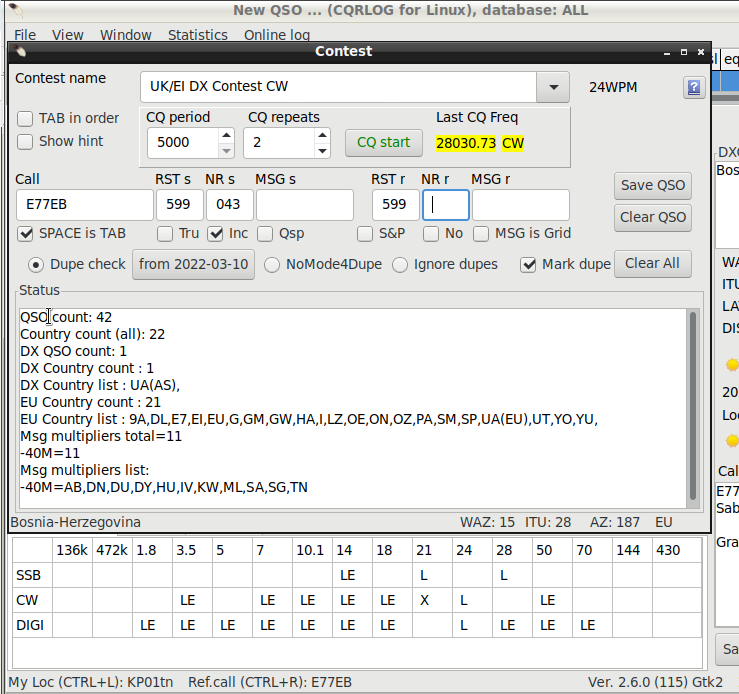 New QSO ... (CQRLOG for Linux), database: ALL
File View Window Statistics Online log
Contest
Contest name UK/EI DX Contest CW 24WPM
TAB in order CQ period CQ repeats Last CQ Freq
Show hint 5000 2 CQ start 28030.73 CW
Call RST s NR s MSG s RST r NR r MSG r Save QSO
E77EB 599 043 599 Clear QSO
SPACE is TAB Tru Inc Qsp S&P No MSG is Grid
Dupe check from 2022-03-10 NoMode4Dupe Ignore dupes Mark dupe Clear All
Status
QSO count: 42
Country count (all): 22
DX QSO count: 1
DX Country count : 1
DX Country list : UA(AS),
EU Country count : 21
EU Country list : 9A,DL,E7,EI,EU,G,GM,GW,HA,I,LZ,OE,ON,OZ,PA,SM,SP,UA(EU),UT,YO,YU,
Msg multipliers total=11
-40M=11
Msg multipliers list:
-40M=AB,DN,DU,DY,HU,IV,KW,ML,SA,SG,TN
Bosnia-Herzegovina WAZ: 15 ITU: 28 AZ: 187 EU
136k 472k 1.8 3.5 5 7 10.1 14 18 21 24 28 50 70 144 430
SSB LE L L
CW LE LE LE LE LE X L LE
DIGI LE LE LE LE LE LE LE L LE LE LE
My Loc (CTRL+L): KP01tn Ref.call (CTRL+R): E77EB Ver. 2.6.0 (115) Gtk2
eq
DXC
Bos
WA
ITU
LA
DIS
20
Loc
Cal
E77
Sab
Gra
Sa